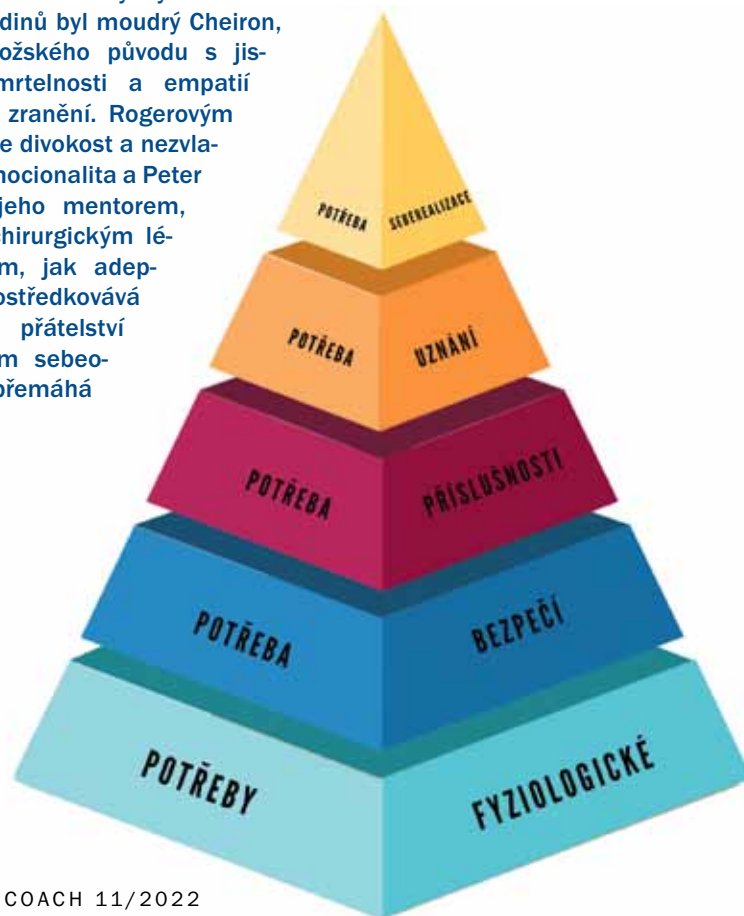 dinů byl moudrý Cheiron,
ožského původu s jis-
mrtelnosti a empatií
zranění. Rogerovým
e divokost a nezvla-
nocionalita a Peter
jeho mentorem,
chirurgickým lé-
m, jak adep-
ostředkovává
přátelství
m sebeo-
přemáhá
POTŘEBA SEBEREALIZACE
POTŘEBA UZNÁNÍ
POTŘEBA PŘÍSLUŠNOSTI
POTŘEBA BEZPEČÍ
POTŘEBY FYZIOLOGICKÉ
COACH 11/2022